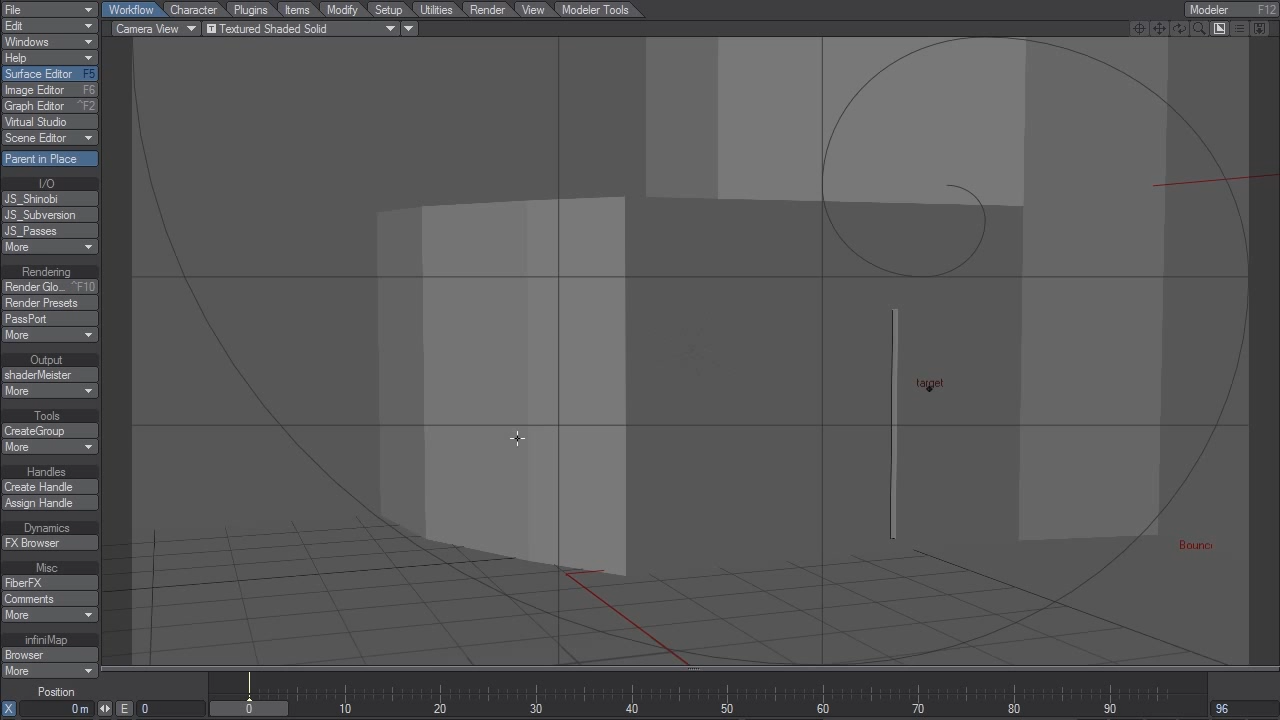 File
Workflow Character Plugins Items Modify Setup Utilities Render View Modeler Tools
Modeler F12
Edit
Camera View
T Textured Shaded Solid
Windows
Help
Surface Editor F5
Image Editor F6
Graph Editor ^F2
Virtual Studio
Scene Editor
Parent in Place
I/O
JS_Shinobi
JS_Subversion
JS_Passes
More
Rendering
Render Glo... ^F10
Render Presets
PassPort
More
Output
shaderMeister
More
Tools
CreateGroup
More
Handles
Create Handle
Assign Handle
Dynamics
FX Browser
Misc
FiberFX
Comments
More
infiniMap
Browser
More
target
Bounc
Position
X 0 m E 0
0 10 20 30 40 50 60 70 80 90
96